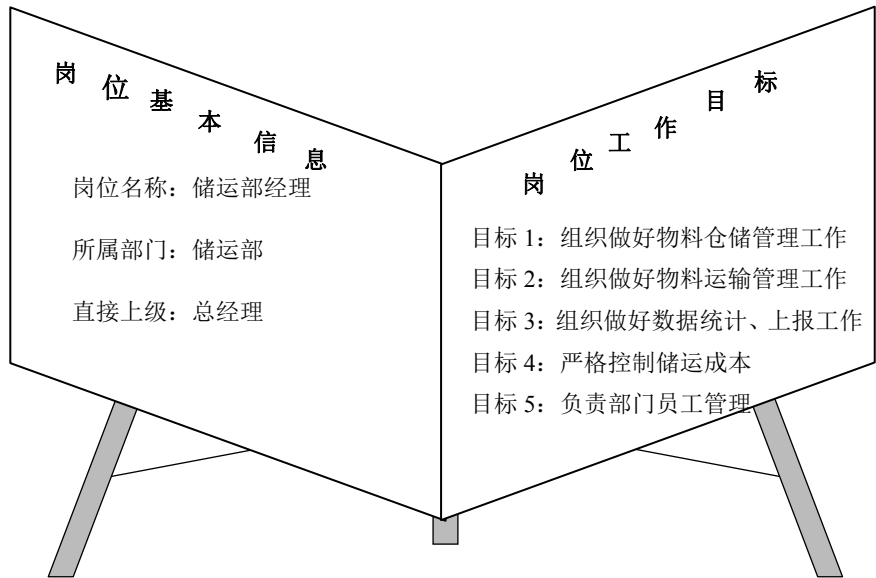 岗位基本信息
岗位名称：储运部经理
所属部门：储运部
直接上级：总经理
岗位工作目标
目标 1：组织做好物料仓储管理工作
目标 2：组织做好物料运输管理工作
目标 3：组织做好数据统计、上报工作
目标 4：严格控制储运成本
目标 5：负责部门员工管理